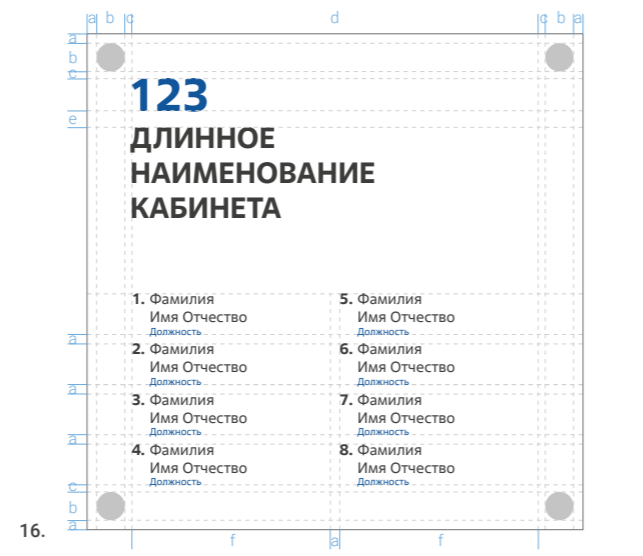 a b c d c b a
a
b
c
123
e
ДЛИННОЕ
НАИМЕНОВАНИЕ
КАБИНЕТА
1. Фамилия
Имя Отчество
Должность
a
2. Фамилия
Имя Отчество
Должность
a
3. Фамилия
Имя Отчество
Должность
a
4. Фамилия
Имя Отчество
Должность
5. Фамилия
Имя Отчество
Должность
6. Фамилия
Имя Отчество
Должность
7. Фамилия
Имя Отчество
Должность
8. Фамилия
Имя Отчество
Должность
c
b
a
16.
f a f